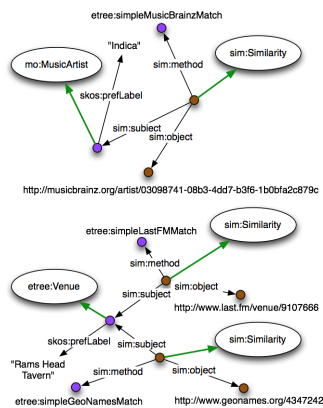 etree:simpleMusicBrainzMatch
"Indica"
sim:Similarity
mo:MusicArtist
sim:method
skos:prefLabel
sim:subject
sim:object
http://musicbrainz.org/artist/03098741-08b3-4dd7-b3f6-1b0bfa2c879c
etree:simpleLastFMMatch
sim:Similarity
sim:method
etree:Venue
sim:object
sim:subject
http://www.last.fm/venue/9107666
skos:prefLabel
sim:subject
sim:Similarity
"Rams Head
Tavern"
sim:method
sim:object
etree:simpleGeoNamesMatch
http://www.geonames.org/4347242